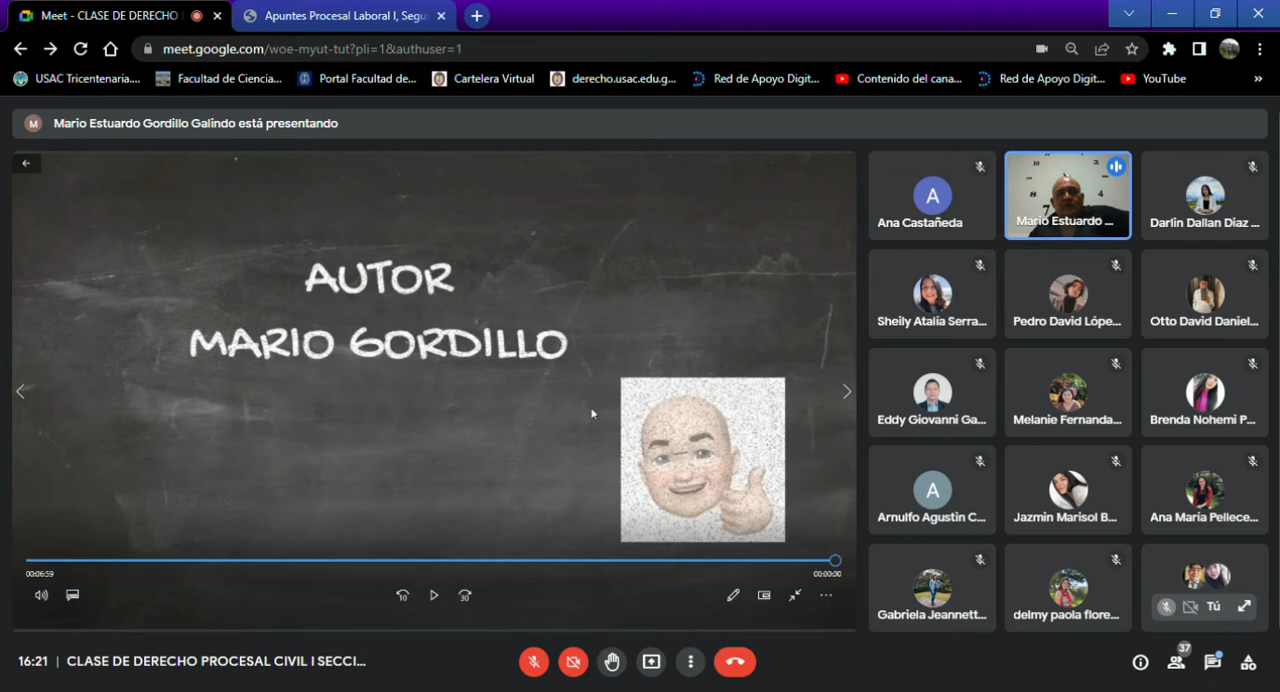 Meet - CLASE DE DERECHO
Apuntes Procesal Laboral I, Segu
meet.google.com/woe-myut-tut?pli=1&authuser=1
USAC Tricentenaria....
Facultad de Ciencia...
Portal Facultad de...
Cartelera Virtual
derecho.usac.edu.g...
Red de Apoyo Digit...
Contenido del cana...
Red de Apoyo Digit...
YouTube
»
M Mario Estuardo Gordillo Galindo está presentando
AUTOR
MARIO GORDILLO
00:06:59
00:00:00
10
30
A
Ana Castañeda
Mario Estuardo ...
Darlin Dallan Diaz ...
Sheily Atalía Serra...
Pedro David Lópe...
Otto David Daniel...
Eddy Giovanni Ga...
Melanie Fernanda...
Brenda Nohemi P...
A
Arnulfo Agustin C...
Jazmin Marisol B...
Ana María Pellece...
Gabriela Jeannett...
delmy paola flore...
Tú
16:21 | CLASE DE DERECHO PROCESAL CIVIL I SECCI...
37